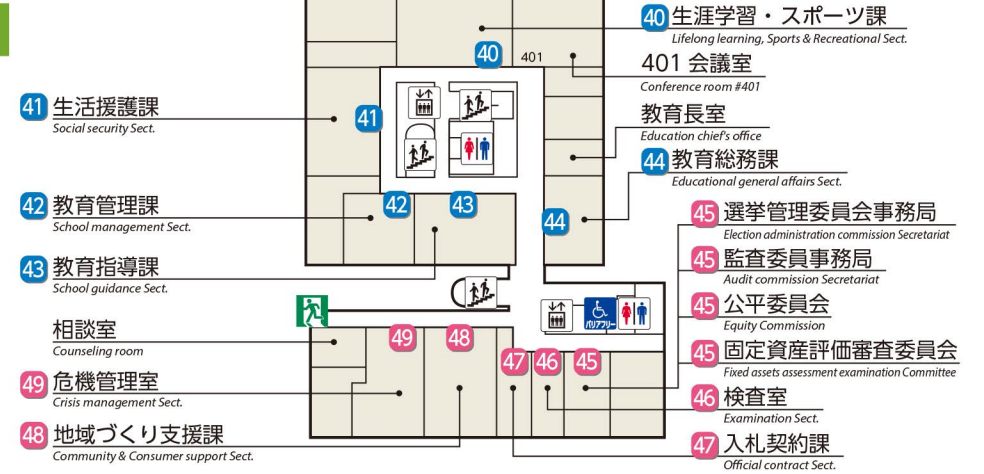 40 生涯学習・スポーツ課
Lifelong learning, Sports & Recreational Sect.
401 会議室
Conference room #401
教育長室
Education chief's office
44 教育総務課
Educational general affairs Sect.
45 選挙管理委員会事務局
Election administration commission Secretariat
45 監査委員事務局
Audit commission Secretariat
45 公平委員会
Equity Commission
45 固定資産評価審査委員会
Fixed assets assessment examination Committee
46 検査室
Examination Sect.
47 入札契約課
Official contract Sect.
41 生活援護課
Social security Sect.
42 教育管理課
School management Sect.
43 教育指導課
School guidance Sect.
相談室
Counseling room
49 危機管理室
Crisis management Sect.
48 地域づくり支援課
Community & Consumer support Sect.
40
401
41
42
43
44
バリアフリー
49
48
47
46
45